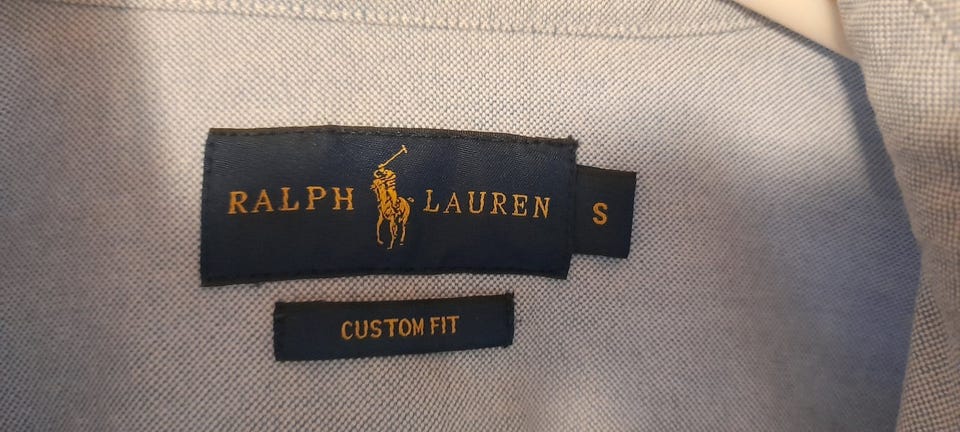 RALPH LAUREN
S
CUSTOM FIT